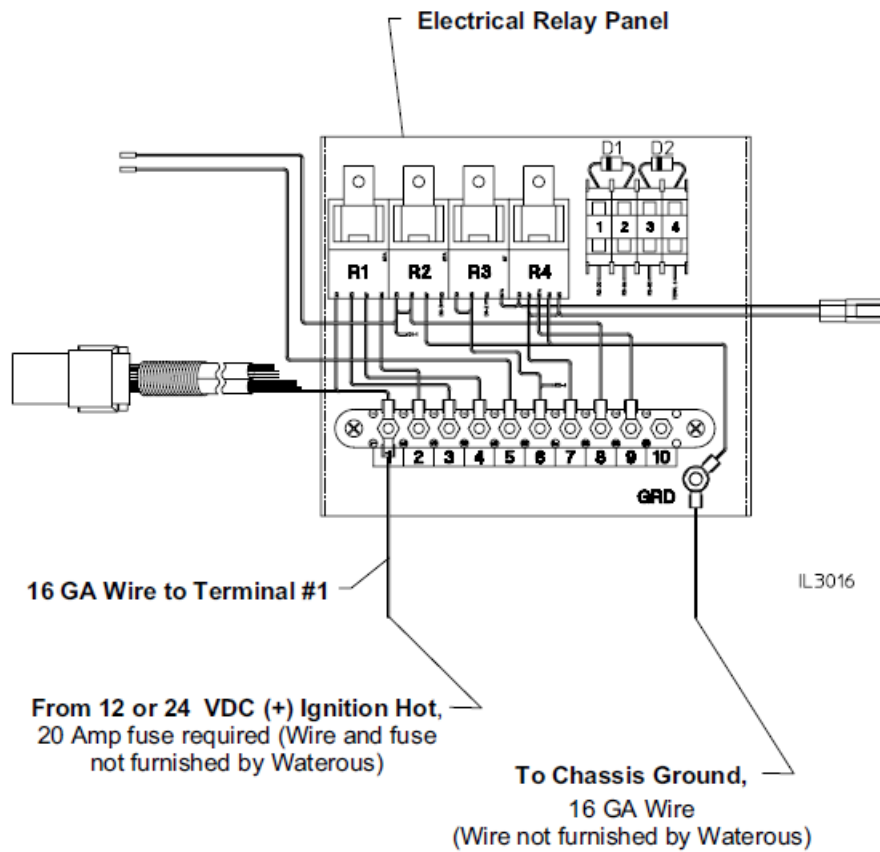 Electrical Relay Panel
D1 D2
R1 R2 R3 R4
1 2 3 4
1 2 3 4 5 6 7 8 9 10
GRD
16 GA Wire to Terminal #1
IL3016
From 12 or 24 VDC (+) Ignition Hot,
20 Amp fuse required (Wire and fuse
not furnished by Waterous)
To Chassis Ground,
16 GA Wire
(Wire not furnished by Waterous)